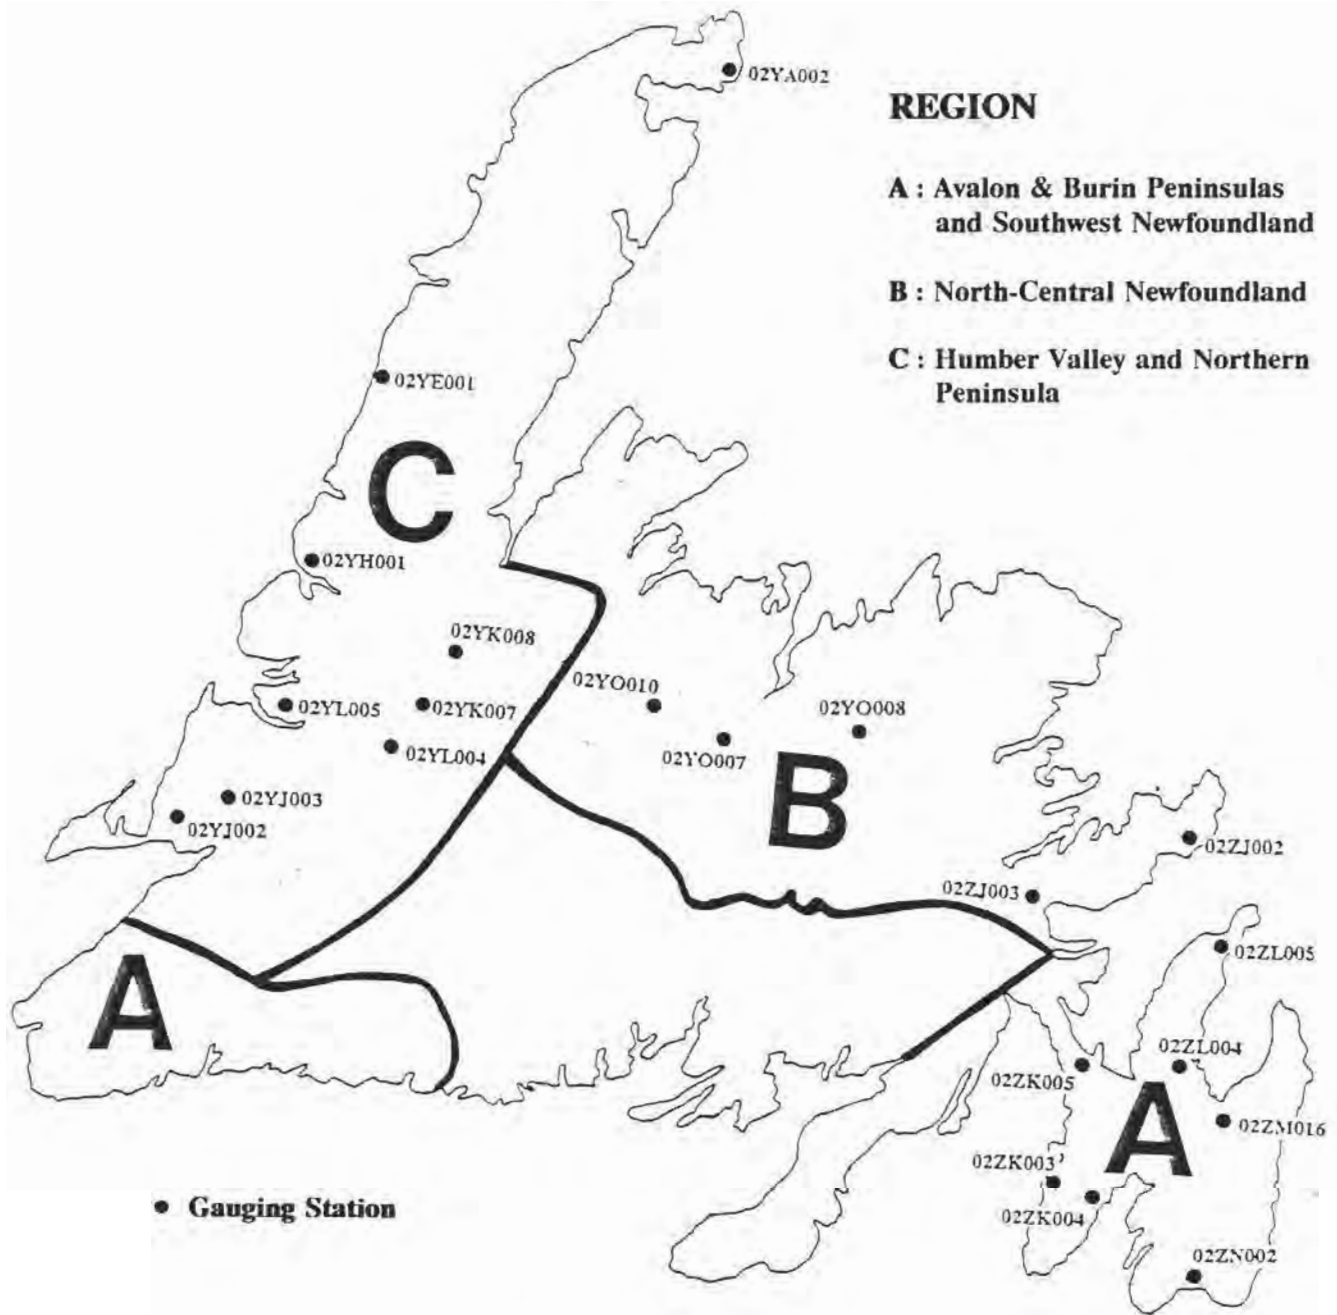 02YA002
REGION
A : Avalon & Burin Peninsulas
and Southwest Newfoundland
B : North-Central Newfoundland
C : Humber Valley and Northern
Peninsula
02YE001
C
02YH001
02YK008
02YO010
02YL005
02YK007
02YO008
02YL004
02YO007
B
02YJ003
02YJ002
02ZJ002
02ZJ003
02ZL005
A
02ZL004
02ZK005
A
02ZM016
02ZK003
02ZK004
● Gauging Station
02ZN002